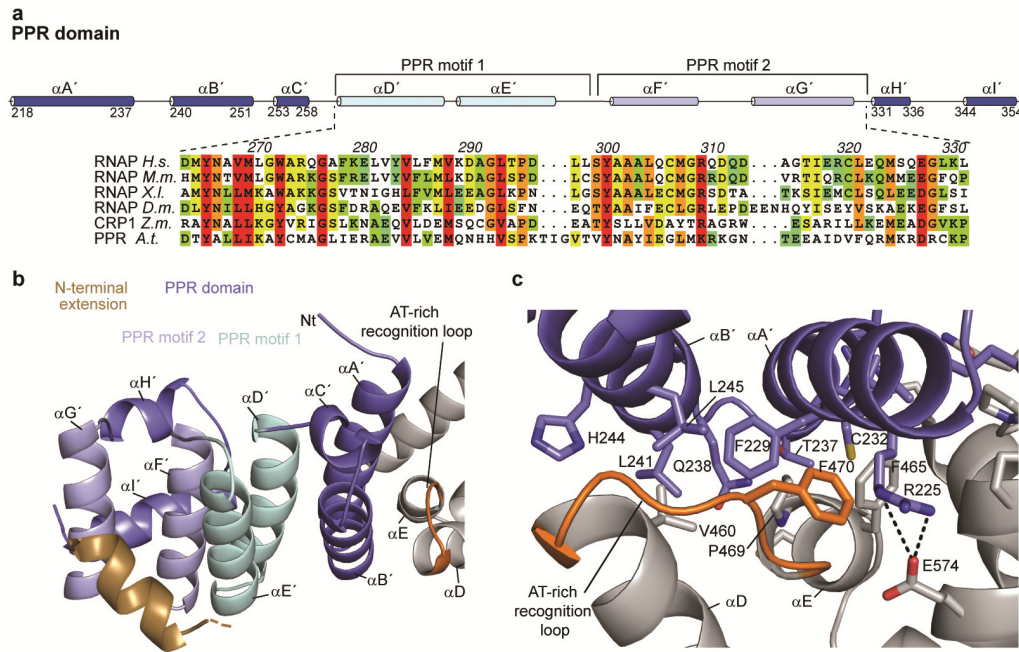 a
PPR domain
PPR motif 1 PPR motif 2
αA´ αB´ αC´ αD´ αE´ αF´ αG´ αH´ αI´
218 237 240 251 253 258 331 336 344 354
270 280 290 300 310 320 330
RNAP H.s. DMYNAVMLGWARQGAFKELVYVLFMVKDAGLTPD...LLSYAAALQCMGRQDQD...AGTIERCLEQMSQEGLKL
RNAP M.m. HMYNTVMLGWARKGSFRELVYVFLMLKDAGLSPD...LCSYAAALQCMGRRDQD...VRTIQRCLKQMMEEGFQP
RNAP X.l. AMYNLLMKAWAKKGSVTNIGHLFVMLEEAGLKPN...LGSYAAALECMGRSDTA...TKSIEMCLSQLEEDGLSI
RNAP D.m. DLYNILLHGYAGKGSFDRAQEVFKLIEEDGLSFN...EQTYAAIFECLGRLEPDEENHQYISEYVSKAEKEGFSL
CRP1 Z.m. RAYNALLKGYVRIGSLKNAEQVLDEMSQCGVAPD...EATYSLLVDAYTRAGRW....ESARILLKEMEADGVKP
PPR A.t. DTYALLIKAYCMAGLIERAEVVLVEMQNHHVSPKTIGVTVYNAYIEGLMKRKGNW...TEEAIDVFQRMKRDRCKP
b
N-terminal extension
PPR domain
PPR motif 2 PPR motif 1
AT-rich recognition loop
Nt
αA´
αC´
αD´
αH´
αG´
αF´
αI´
αE
αD
αB´
αE´
c
αB´
αA´
L245
H244
L241
Q238
F229
T237
C232
F470
F465
R225
V460
P469
E574
AT-rich
recognition
loop
αD
αE